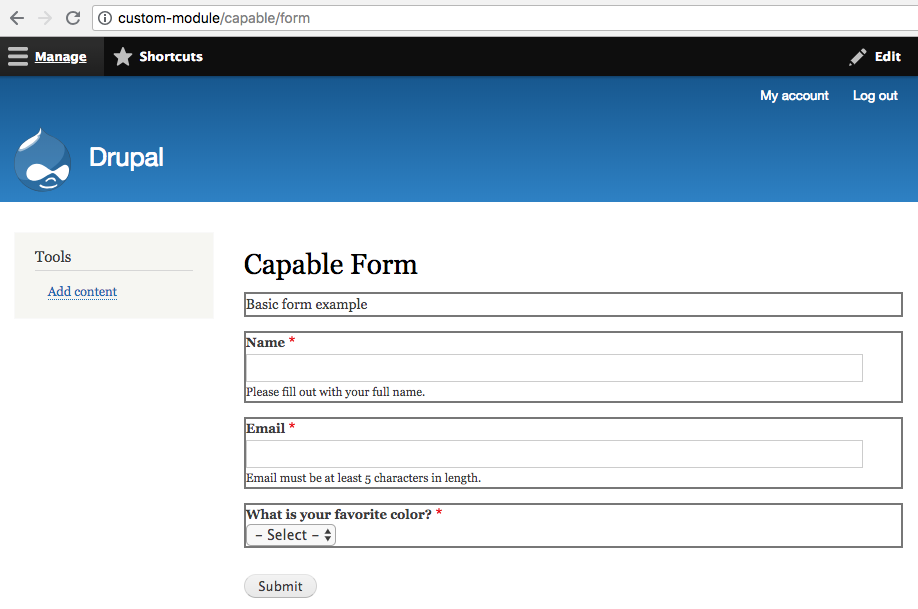 custom-module/capable/form
Manage
Shortcuts
Edit
My account
Log out
Drupal
Tools
Add content
Capable Form
Basic form example
Name *
Please fill out with your full name.
Email *
Email must be at least 5 characters in length.
What is your favorite color? *
– Select –
Submit